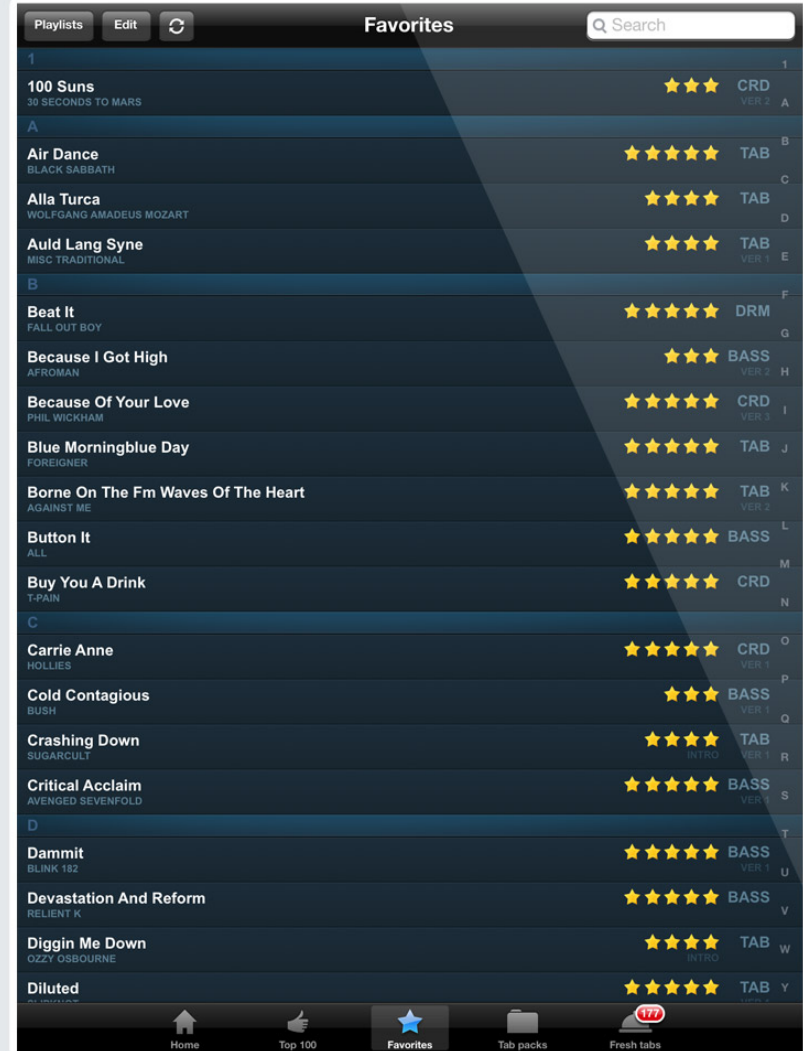 Playlists Edit Favorites Search
1
100 Suns CRD
30 SECONDS TO MARS VER 2
A
Air Dance TAB
BLACK SABBATH
Alla Turca TAB
WOLFGANG AMADEUS MOZART
Auld Lang Syne TAB
MISC TRADITIONAL VER 1
B
Beat It DRM
FALL OUT BOY
Because I Got High BASS
AFROMAN VER 2
Because Of Your Love CRD
PHIL WICKHAM VER 3
Blue Morningblue Day TAB
FOREIGNER
Borne On The Fm Waves Of The Heart TAB
AGAINST ME VER 2
Button It BASS
ALL
Buy You A Drink CRD
T-PAIN
C
Carrie Anne CRD
HOLLIES VER 1
Cold Contagious BASS
BUSH VER 1
Crashing Down TAB
SUGARCULT INTRO VER 1
Critical Acclaim BASS
AVENGED SEVENFOLD VER 1
D
Dammit BASS
BLINK 182 VER 1
Devastation And Reform BASS
RELIENT K
Diggin Me Down TAB
OZZY OSBOURNE INTRO
Diluted TAB
1
A
B
C
D
E
F
G
H
I
J
K
L
M
N
O
P
Q
R
S
T
U
V
W
Y
177
Home Top 100 Favorites Tab packs Fresh tabs